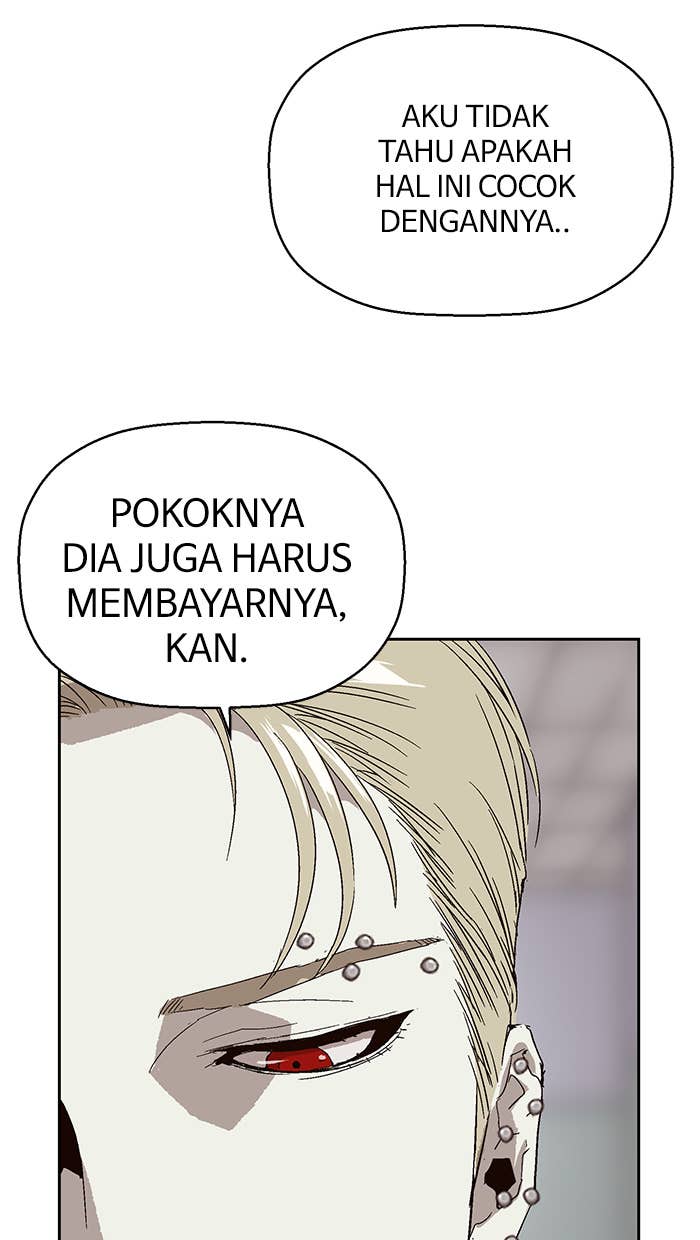 AKU TIDAK
TAHU APAKAH
HAL INI COCOK
DENGANNYA..
POKOKNYA
DIA JUGA HARUS
MEMBAYARNYA,
KAN.